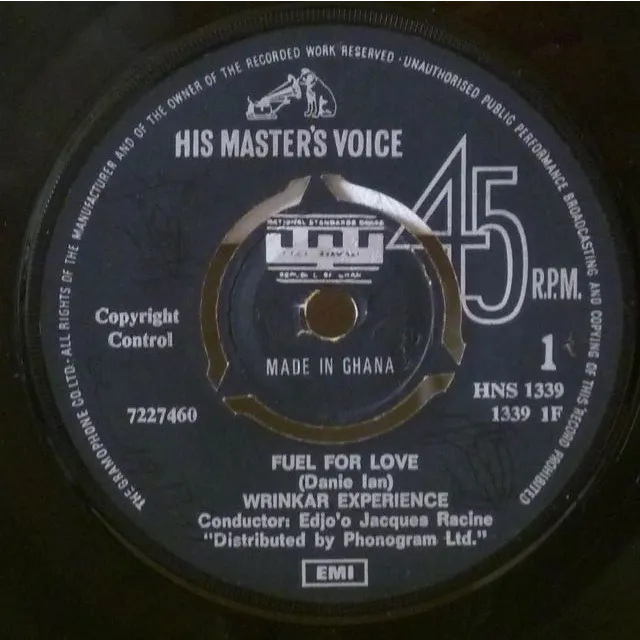 THE GRAMOPHONE CO. LTD.· ALL RIGHTS OF THE MANUFACTURER AND OF THE OWNER OF THE RECORDED WORK RESERVED · UNAUTHORISED PUBLIC PERFORMANCE BROADCASTING AND COPYING OF THIS RECORD PROHIBITED
HIS MASTER'S VOICE
45
R.P.M.
NATIONAL STANDARDS BOARD
MADE IN GHANA
Copyright
Control
1
HNS 1339
7227460
1339 1F
FUEL FOR LOVE
(Danie Ian)
WRINKAR EXPERIENCE
Conductor: Edjo'o Jacques Racine
"Distributed by Phonogram Ltd."
EMI